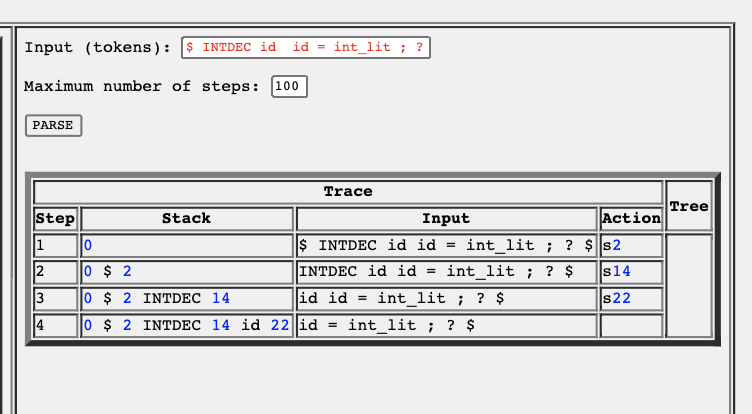 Input (tokens): $ INTDEC id  id = int_lit ; ?
Maximum number of steps: 100
PARSE
Trace Tree
Step Stack Input Action
1 0 $ INTDEC id id = int_lit ; ? $ s2
2 0 $ 2 INTDEC id id = int_lit ; ? $ s14
3 0 $ 2 INTDEC 14 id id = int_lit ; ? $ s22
4 0 $ 2 INTDEC 14 id 22 id = int_lit ; ? $